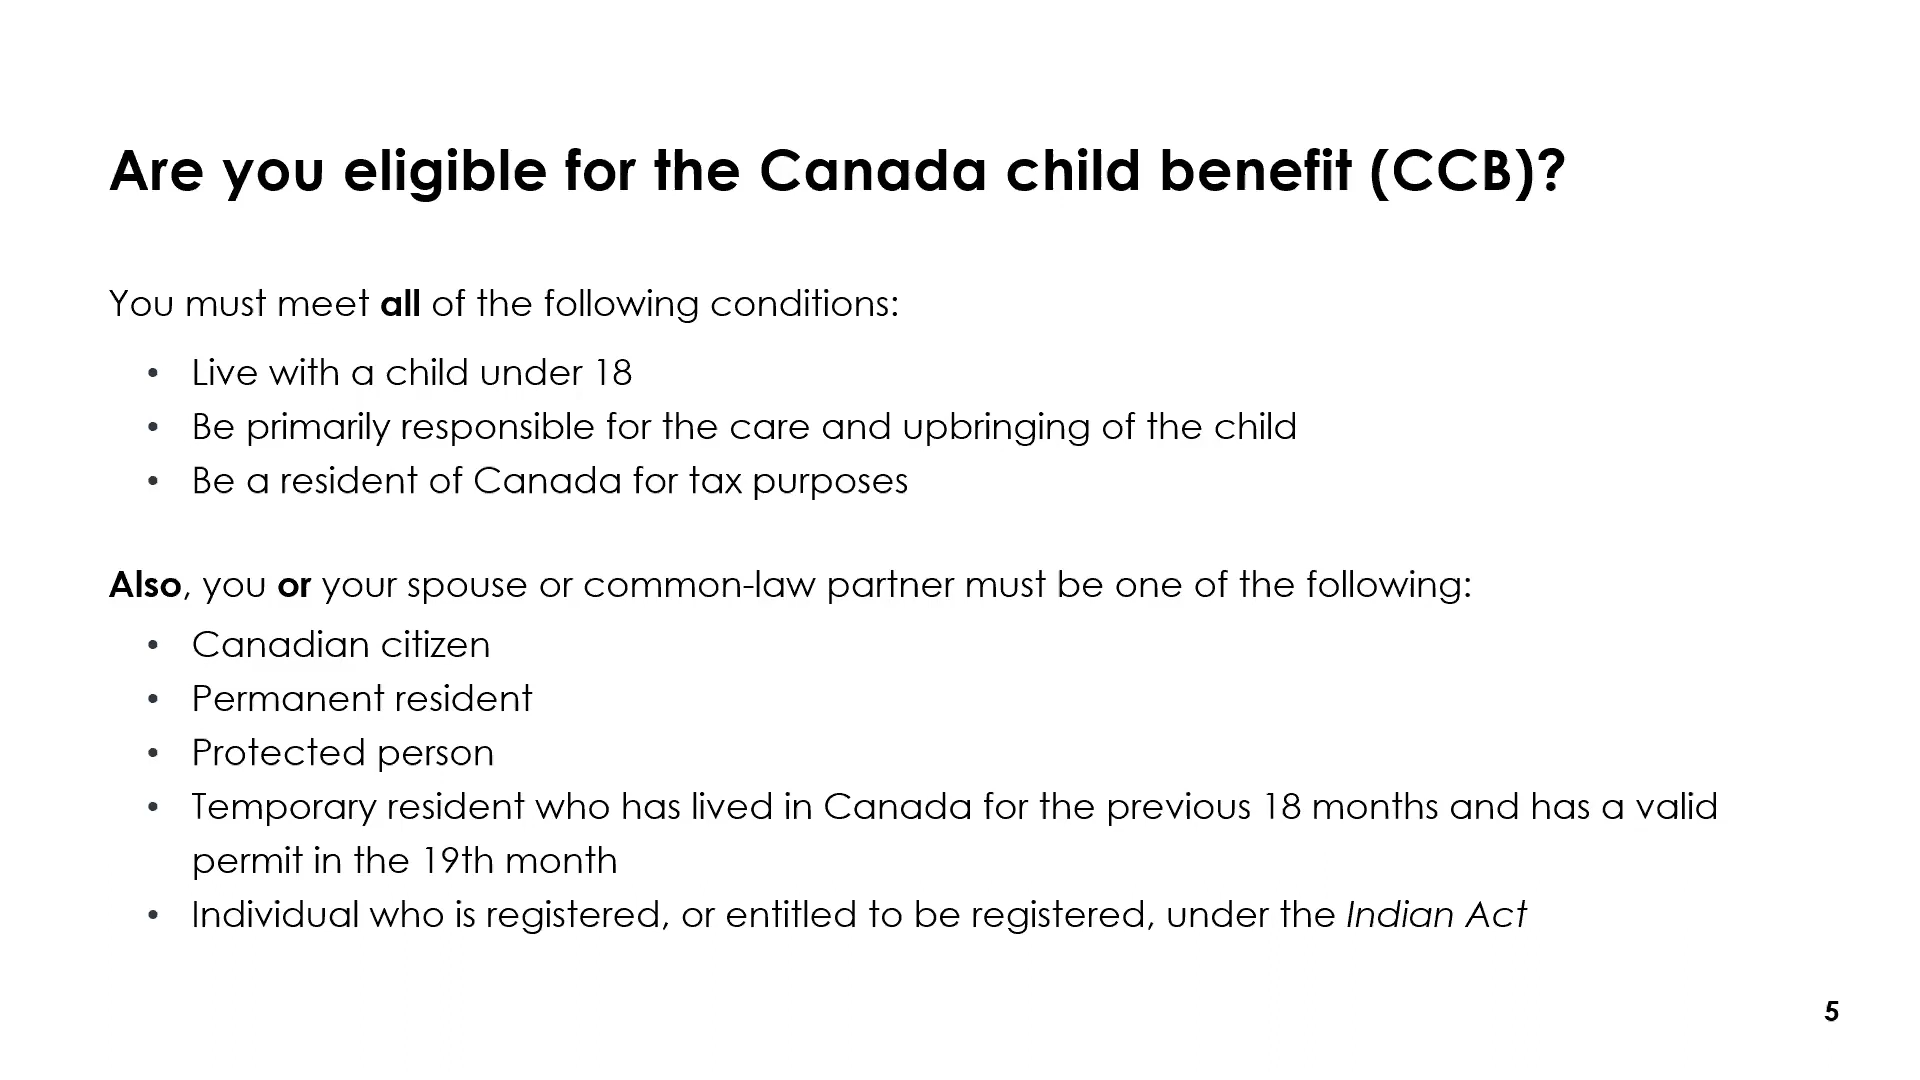 Are you eligible for the Canada child benefit (CCB)?
You must meet all of the following conditions:
• Live with a child under 18
• Be primarily responsible for the care and upbringing of the child
• Be a resident of Canada for tax purposes
Also, you or your spouse or common-law partner must be one of the following:
• Canadian citizen
• Permanent resident
• Protected person
• Temporary resident who has lived in Canada for the previous 18 months and has a valid
permit in the 19th month
• Individual who is registered, or entitled to be registered, under the Indian Act
5